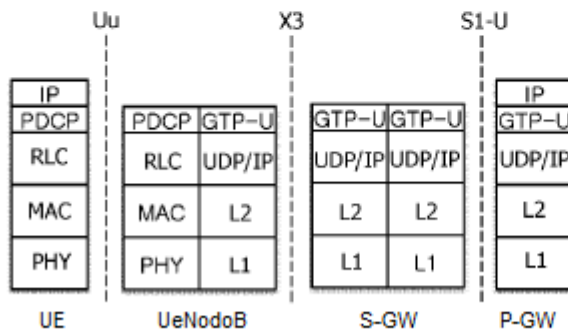 Uu X3 S1-U
IP IP
PDCP PDCP GTP-U GTP-U GTP-U GTP-U
RLC RLC UDP/IP UDP/IP UDP/IP UDP/IP
MAC MAC L2 L2 L2 L2
PHY PHY L1 L1 L1 L1
UE UeNodoB S-GW P-GW